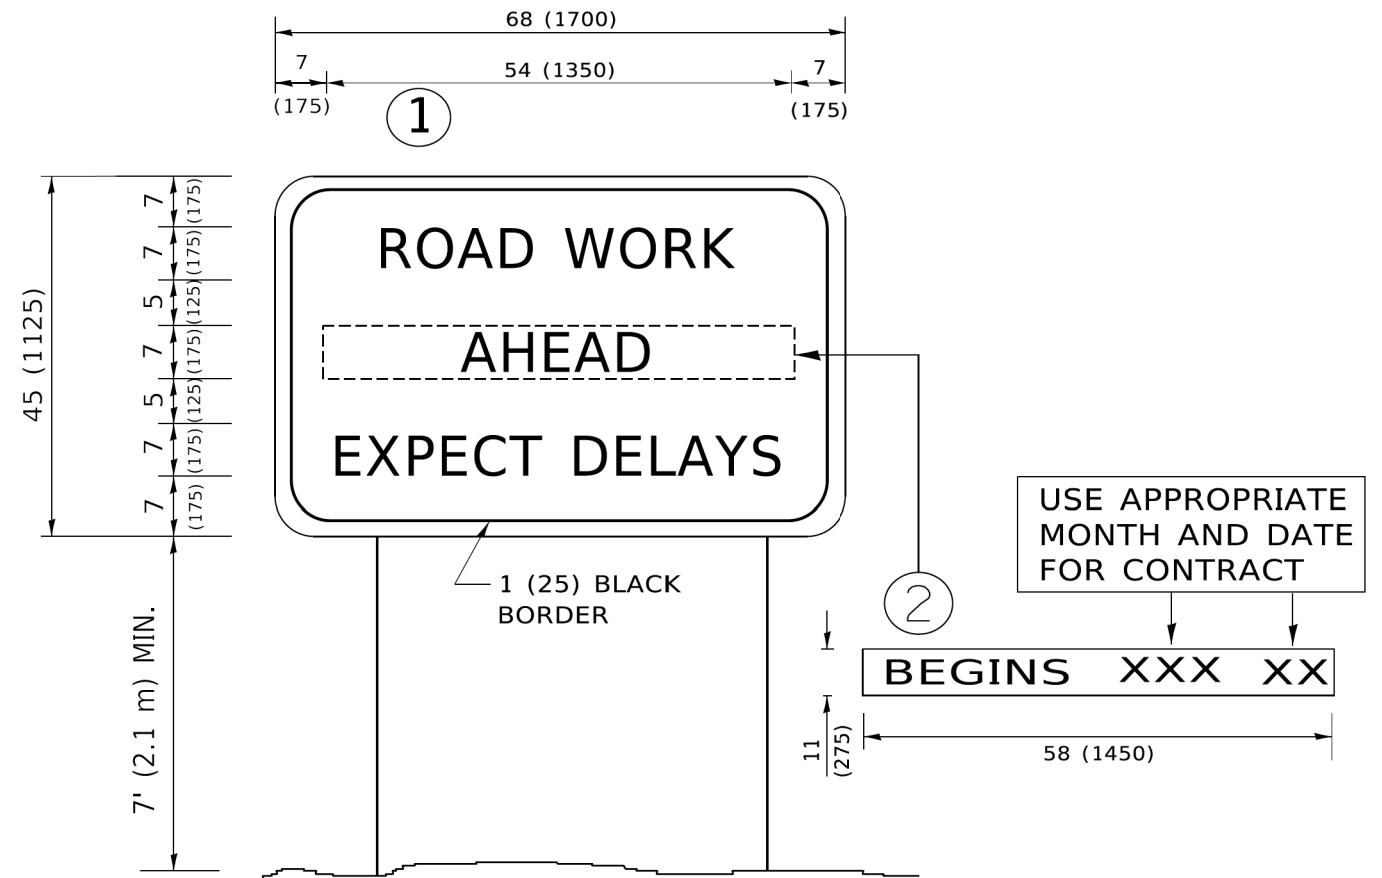 68 (1700)
7
54 (1350)
7
(175)
(175)
1
45 (1125)
7
(175)
7
(175)
5
(125)
7
(175)
5
(125)
7
(175)
7
(175)
ROAD WORK
AHEAD
EXPECT DELAYS
1 (25) BLACK
BORDER
7' (2.1 m) MIN.
USE APPROPRIATE
MONTH AND DATE
FOR CONTRACT
2
BEGINS XXX XX
11
(275)
58 (1450)